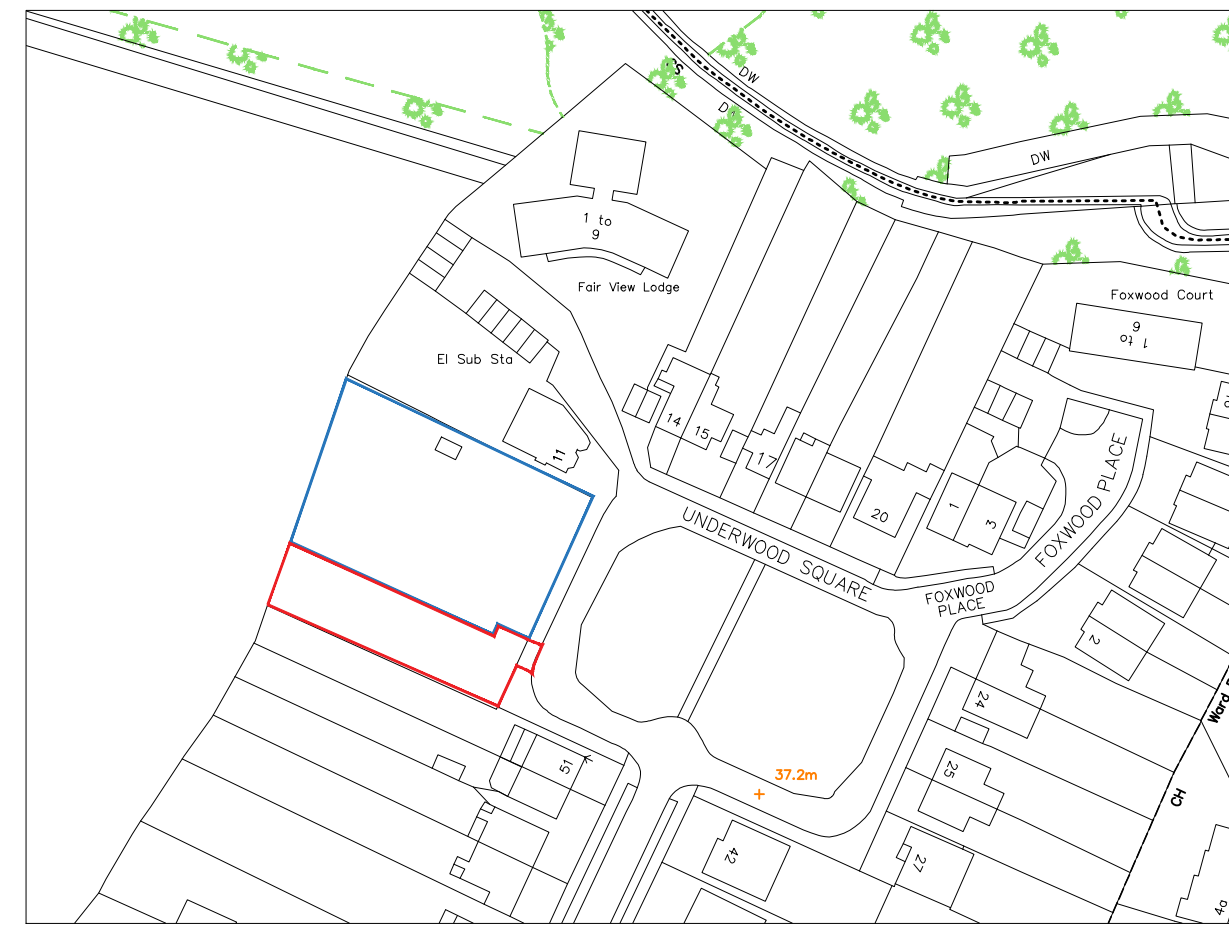 DW
DW
1 to
9
Fair View Lodge
Foxwood Court
1 to
6
El Sub Sta
14
15
17
11
20
1
3
FOXWOOD PLACE
UNDERWOOD SQUARE
FOXWOOD
PLACE
2
24
25
27
51
37.2m
42
CH
4a